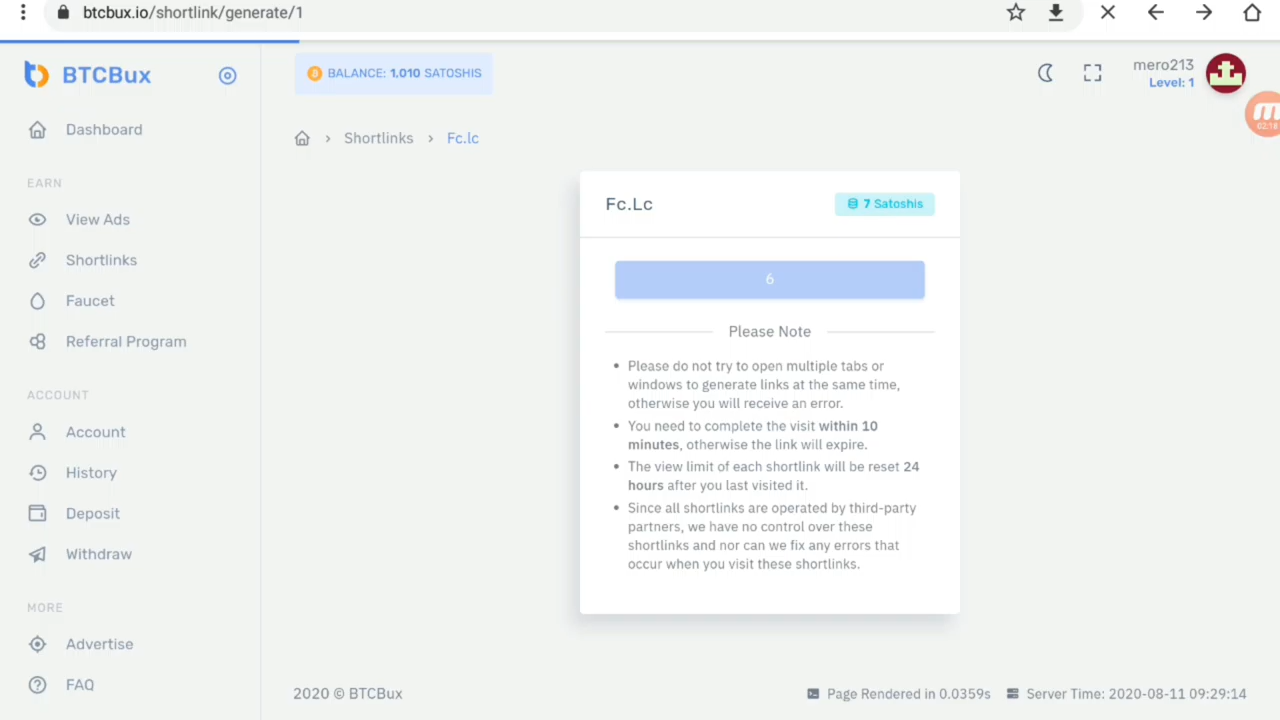 btcbux.io/shortlink/generate/1
BTCBux
BALANCE: 1.010 SATOSHIS
mero213
Level: 1
02:18
Dashboard
Shortlinks > Fc.lc
EARN
View Ads
Shortlinks
Faucet
Referral Program
ACCOUNT
Account
History
Deposit
Withdraw
MORE
Advertise
FAQ
Fc.Lc
7 Satoshis
6
Please Note
• Please do not try to open multiple tabs or
windows to generate links at the same time,
otherwise you will receive an error.
• You need to complete the visit within 10
minutes, otherwise the link will expire.
• The view limit of each shortlink will be reset 24
hours after you last visited it.
• Since all shortlinks are operated by third-party
partners, we have no control over these
shortlinks and nor can we fix any errors that
occur when you visit these shortlinks.
2020 © BTCBux
Page Rendered in 0.0359s
Server Time: 2020-08-11 09:29:14